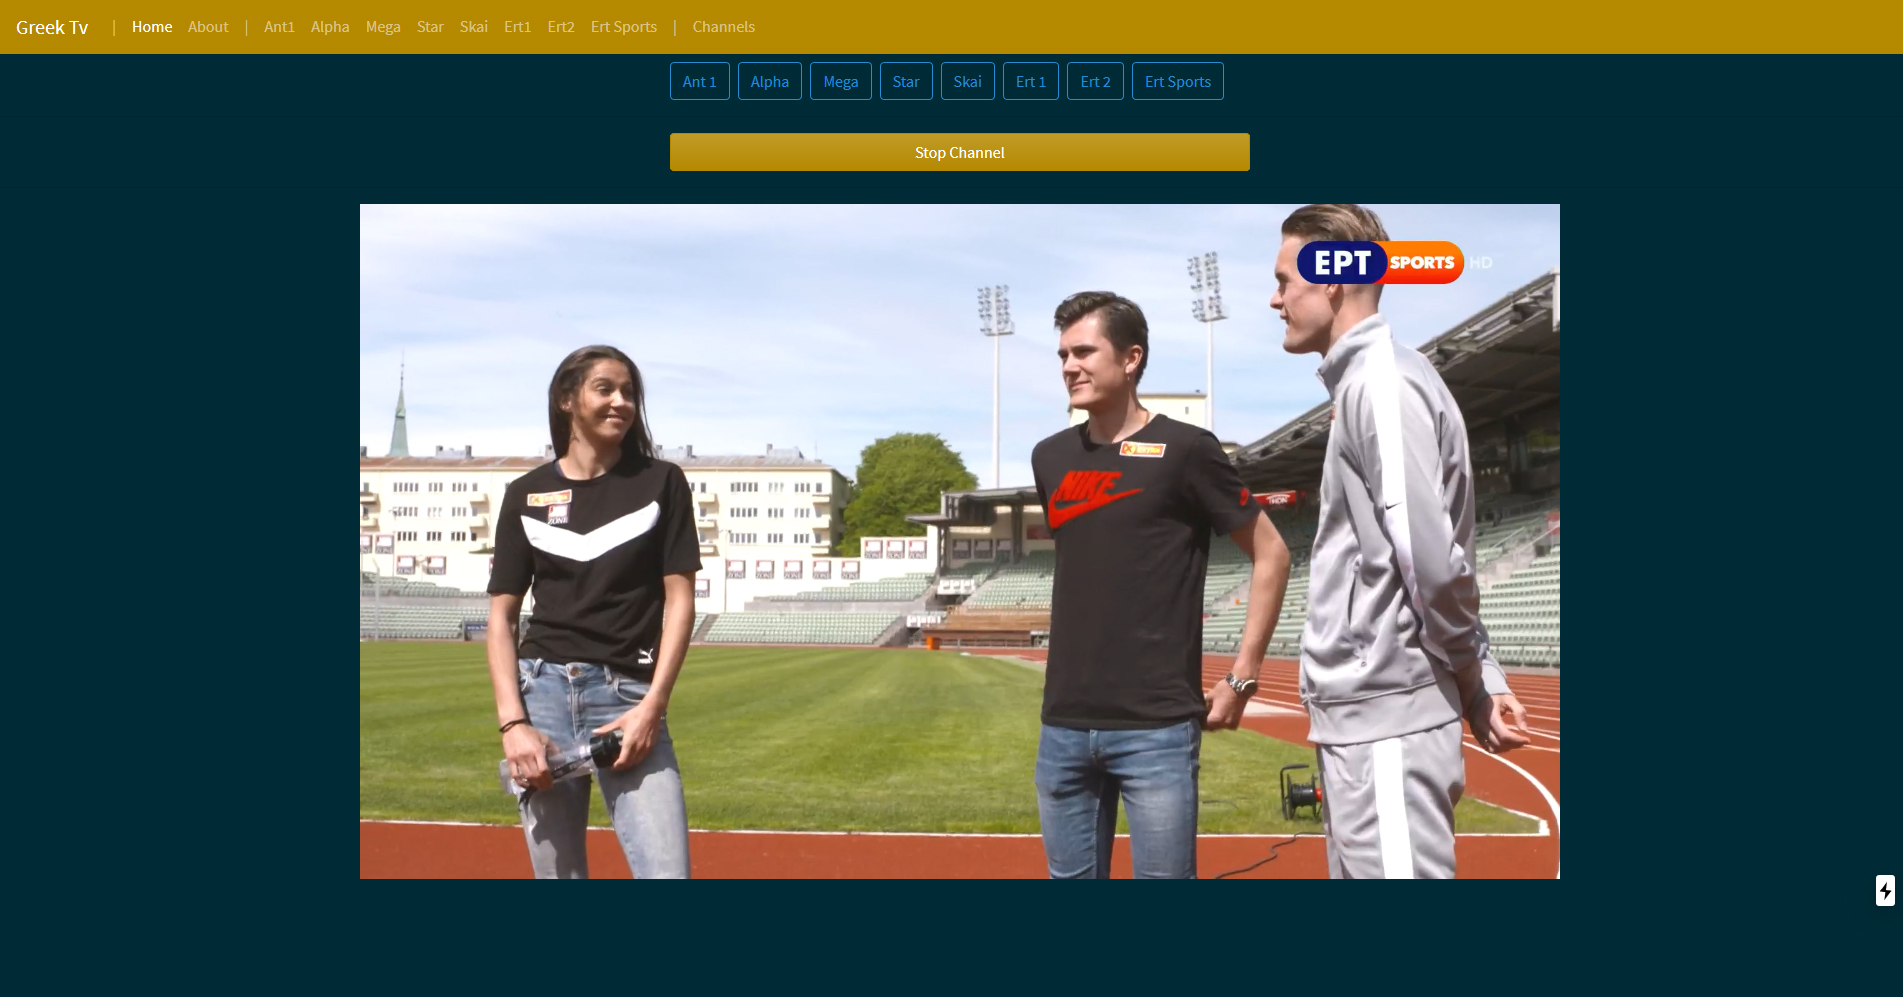 Greek Tv | Home About | Ant1 Alpha Mega Star Skai Ert1 Ert2 Ert Sports | Channels
Ant 1 Alpha Mega Star Skai Ert 1 Ert 2 Ert Sports
Stop Channel
ΕΡΤ SPORTS HD
NIKE
ZONE